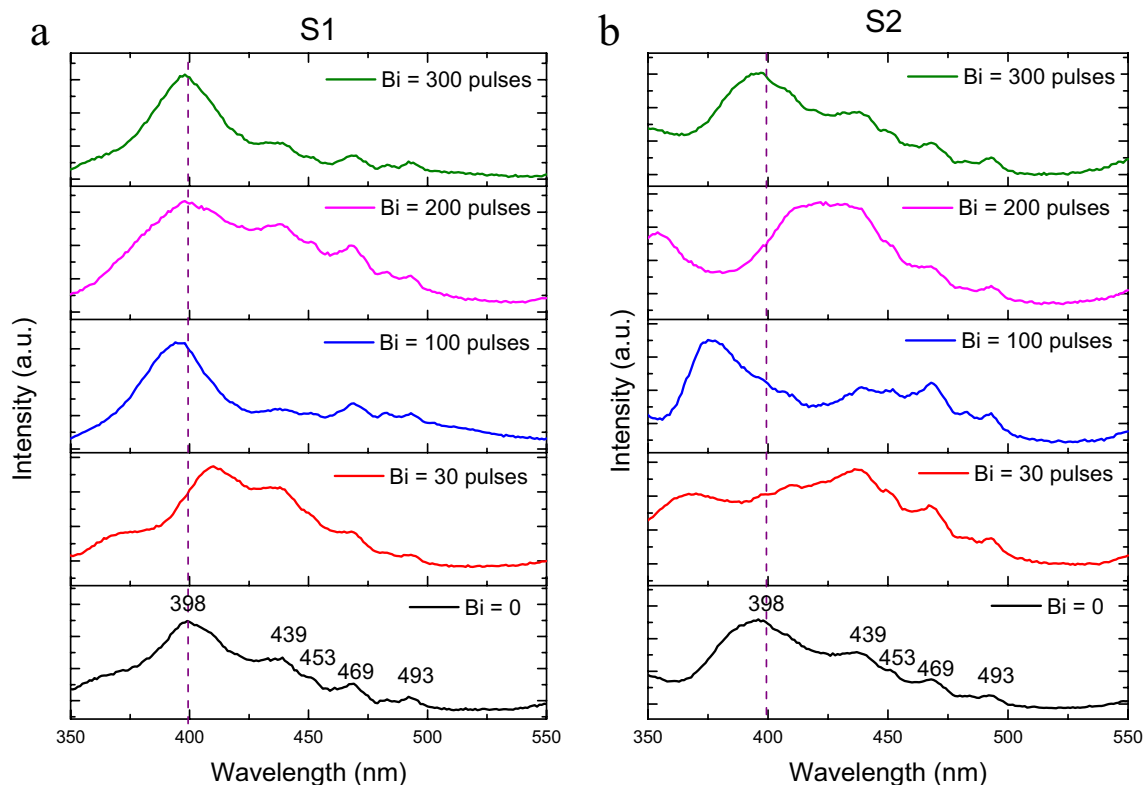 a
S1
Bi = 300 pulses
Bi = 200 pulses
Bi = 100 pulses
Bi = 30 pulses
Bi = 0
398
439
453
469
493
350
400
450
500
550
Wavelength (nm)
Intensity (a.u.)
b
S2
Bi = 300 pulses
Bi = 200 pulses
Bi = 100 pulses
Bi = 30 pulses
Bi = 0
398
439
453
469
493
350
400
450
500
550
Wavelength (nm)
Intensity (a.u.)